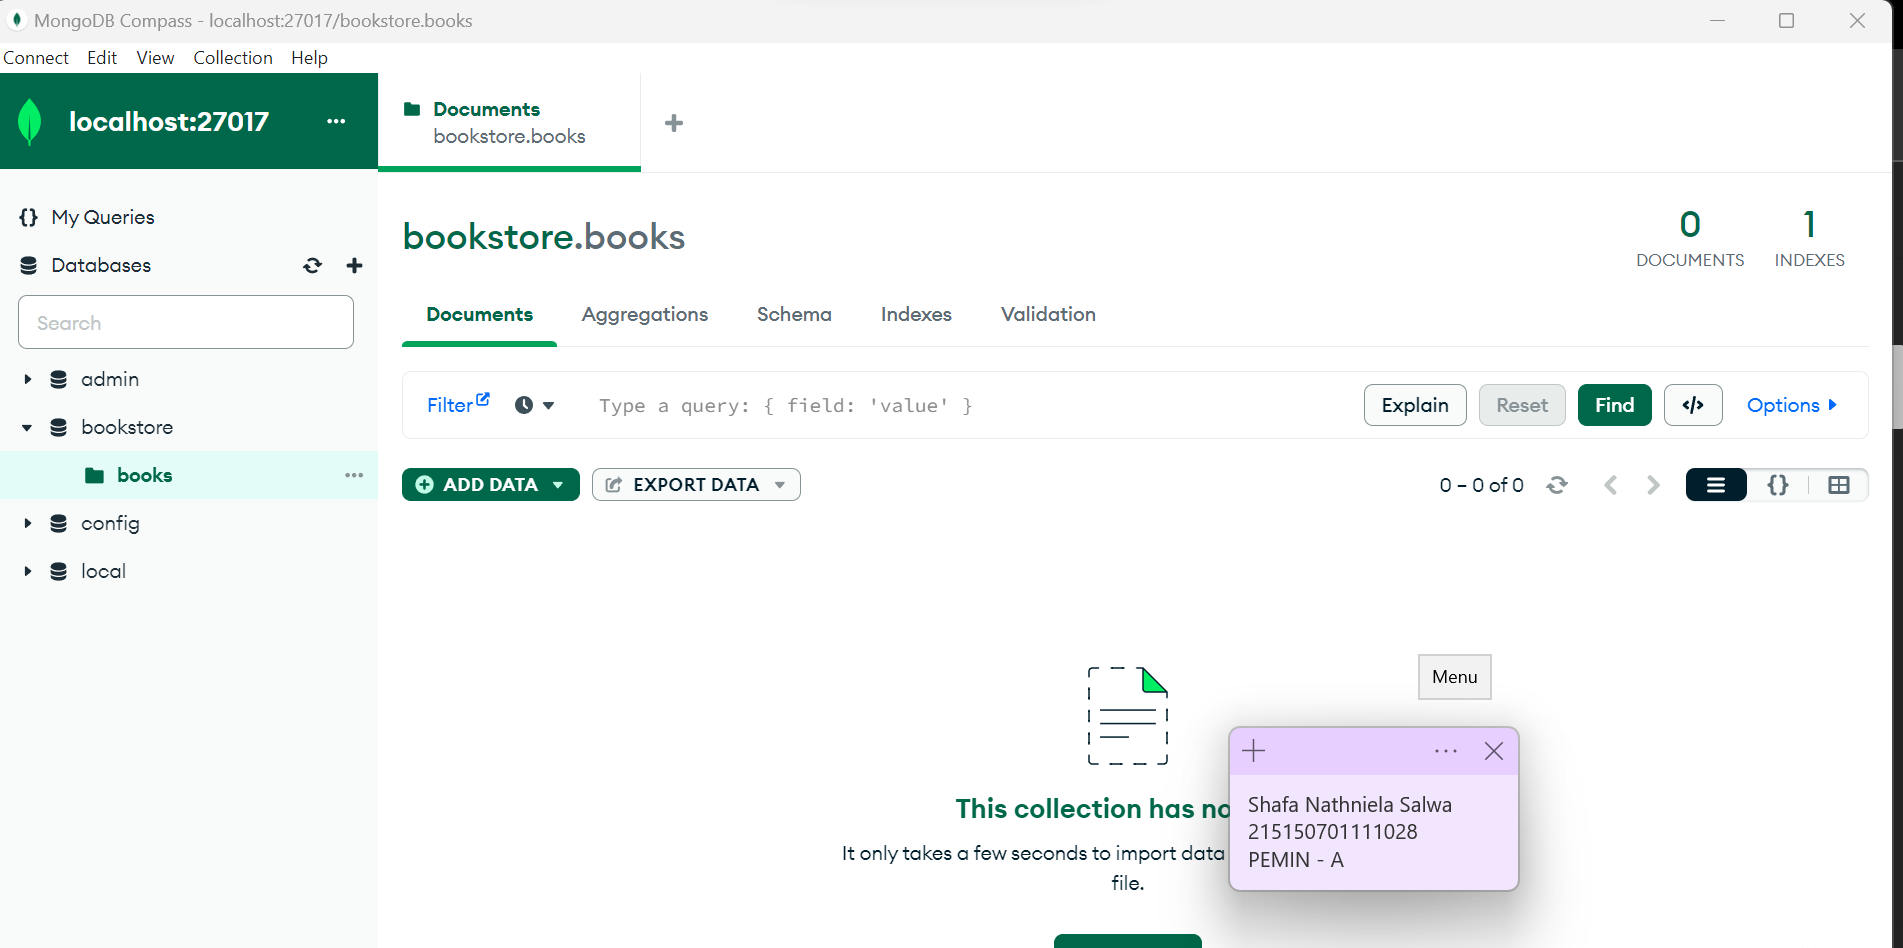 MongoDB Compass - localhost:27017/bookstore.books
Connect Edit View Collection Help
localhost:27017
Documents
bookstore.books
My Queries
Databases
Search
admin
bookstore
books
config
local
bookstore.books
0
DOCUMENTS
1
INDEXES
Documents Aggregations Schema Indexes Validation
Filter
Type a query: { field: 'value' }
Explain Reset Find </> Options
ADD DATA EXPORT DATA 0 – 0 of 0 {}
Menu
This collection has no
It only takes a few seconds to import data
file.
Shafa Nathniela Salwa
215150701111028
PEMIN - A